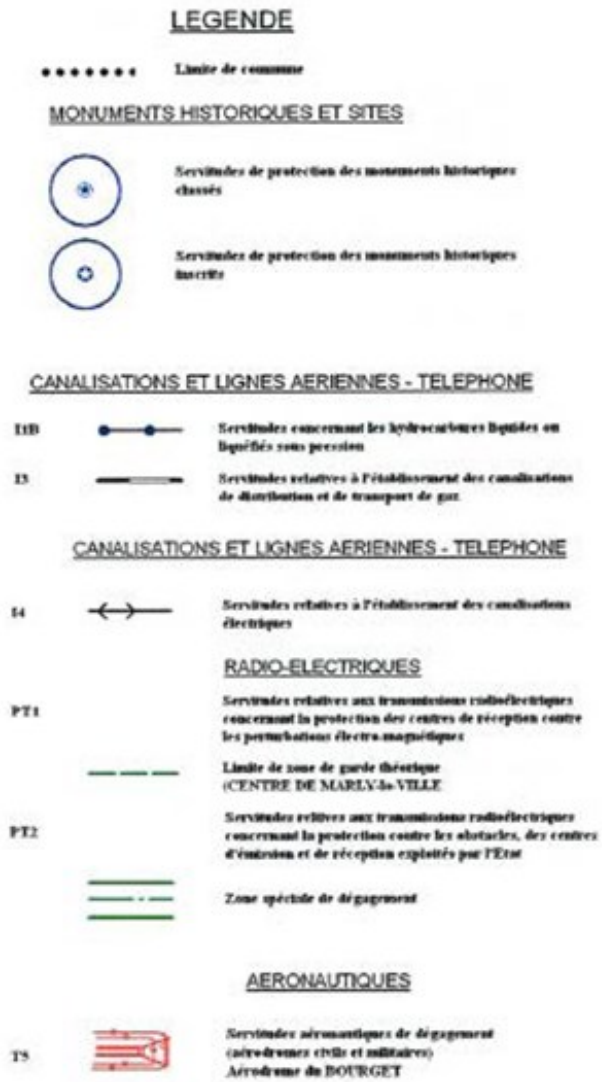 LEGENDE
Limite de commune
MONUMENTS HISTORIQUES ET SITES
Servitudes de protection des monuments historiques
classés
Servitudes de protection des monuments historiques
inscrits
CANALISATIONS ET LIGNES AERIENNES - TELEPHONE
I1B
Servitudes concernant les hydrocarbures liquides ou
liquéfiés sous pression
I3
Servitudes relatives à l'établissement des canalisations
de distribution et de transport de gaz
CANALISATIONS ET LIGNES AERIENNES - TELEPHONE
I4
Servitudes relatives à l'établissement des canalisations
électriques
RADIO-ELECTRIQUES
PT1
Servitudes relatives aux transmissions radioélectriques
concernant la protection des centres de réception contre
les perturbations électro-magnétiques
Limite de zone de garde théorique
(CENTRE DE MARLY-la-VILLE
PT2
Servitudes reltives aux transmissions radioélectriques
concernant la protection contre les obstacles, des centres
d'émission et de réception exploités par l'Etat
Zone spéciale de dégagement
AERONAUTIQUES
T5
Servitudes aéronautiques de dégagement
(aérodromes civils et militaires)
Aérodrome du BOURGET